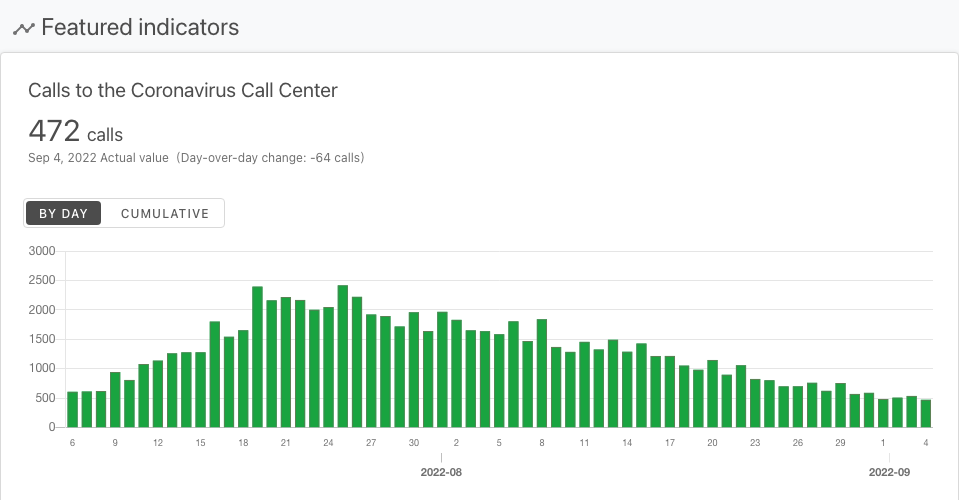 Featured indicators
Calls to the Coronavirus Call Center
472 calls
Sep 4, 2022 Actual value (Day-over-day change: -64 calls)
BY DAY CUMULATIVE
3000
2500
2000
1500
1000
500
0
6 9 12 15 18 21 24 27 30 2 5 8 11 14 17 20 23 26 29 1 4
2022-08 2022-09